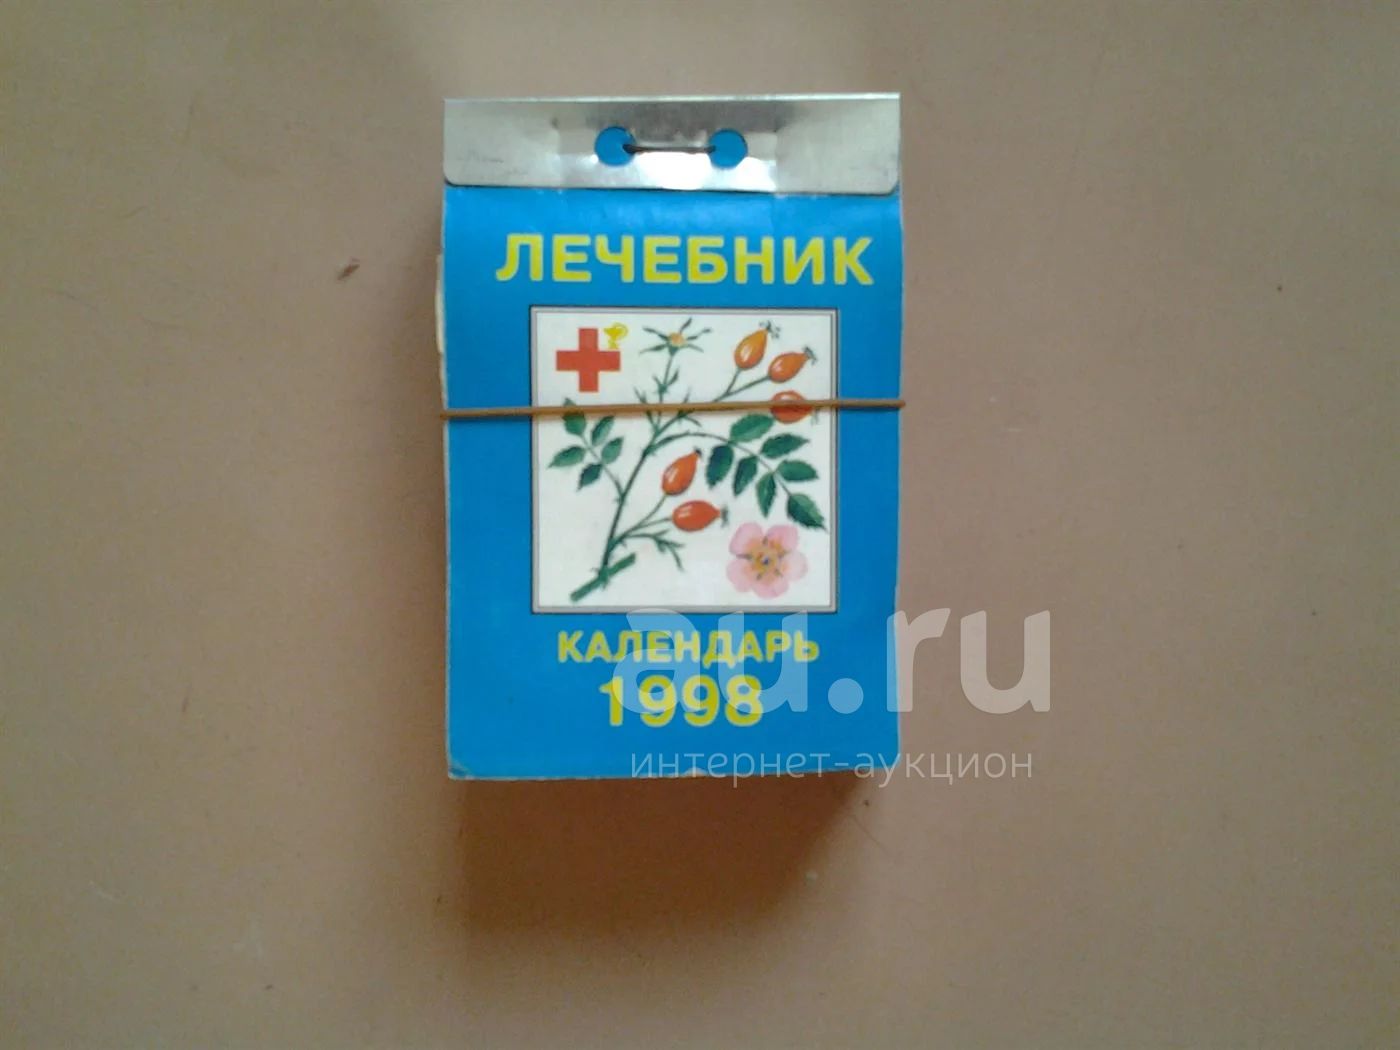 ЛЕЧЕБНИК
КАЛЕНДАРЬ
1998
au.ru
интернет-аукцион